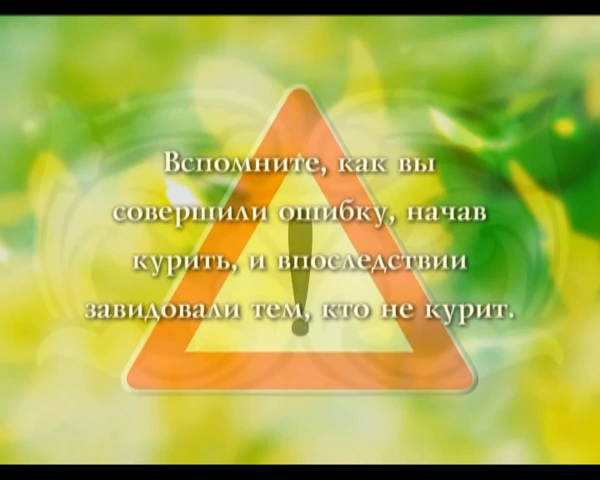 Вспомните, как вы
совершили ошибку, начав
курить, и впоследствии
завидовали тем, кто не курит.